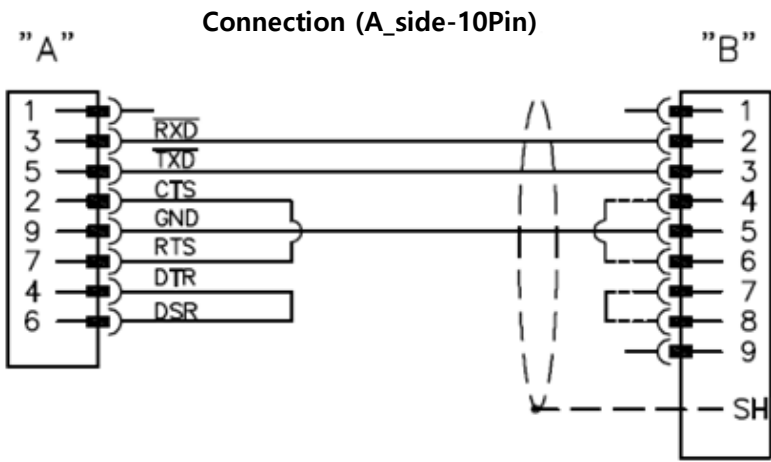 Connection (A_side-10Pin)
"A"
"B"
1
3
5
2
9
7
4
6
RXD
TXD
CTS
GND
RTS
DTR
DSR
1
2
3
4
5
6
7
8
9
SH